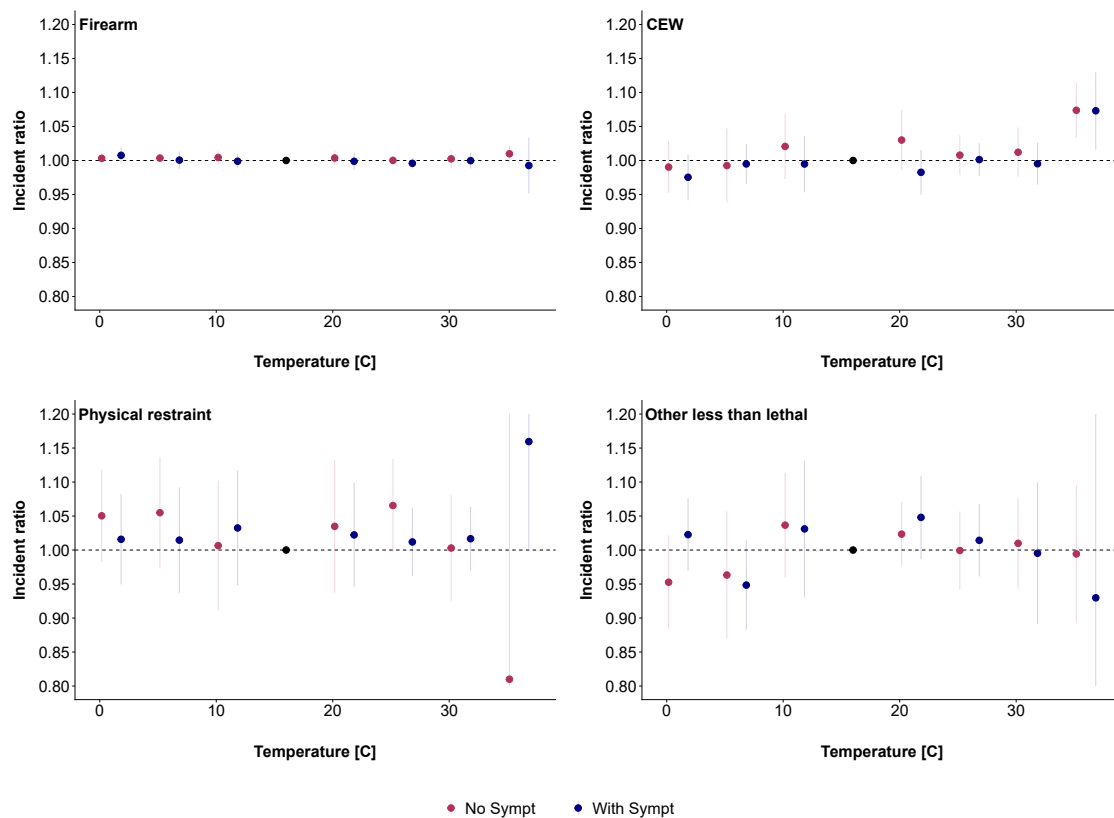 Firearm
CEW
1.20
1.15
1.10
1.05
1.00
0.95
0.90
0.85
0.80
Incident ratio
0 10 20 30
Temperature [C]
1.20
1.15
1.10
1.05
1.00
0.95
0.90
0.85
0.80
Incident ratio
0 10 20 30
Temperature [C]
Physical restraint
Other less than lethal
1.20
1.15
1.10
1.05
1.00
0.95
0.90
0.85
0.80
Incident ratio
0 10 20 30
Temperature [C]
1.20
1.15
1.10
1.05
1.00
0.95
0.90
0.85
0.80
Incident ratio
0 10 20 30
Temperature [C]
No Sympt With Sympt